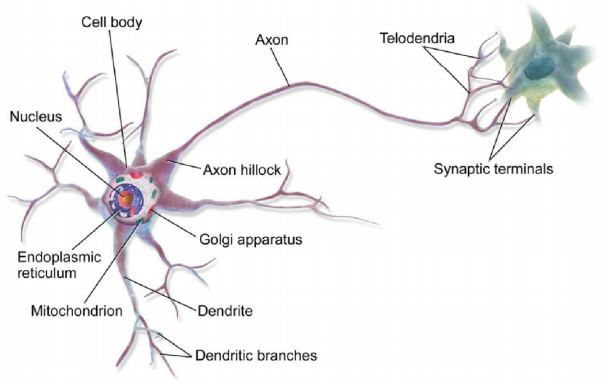 Cell body
Axon
Telodendria
Nucleus
Axon hillock
Synaptic terminals
Golgi apparatus
Endoplasmic
reticulum
Mitochondrion
Dendrite
Dendritic branches